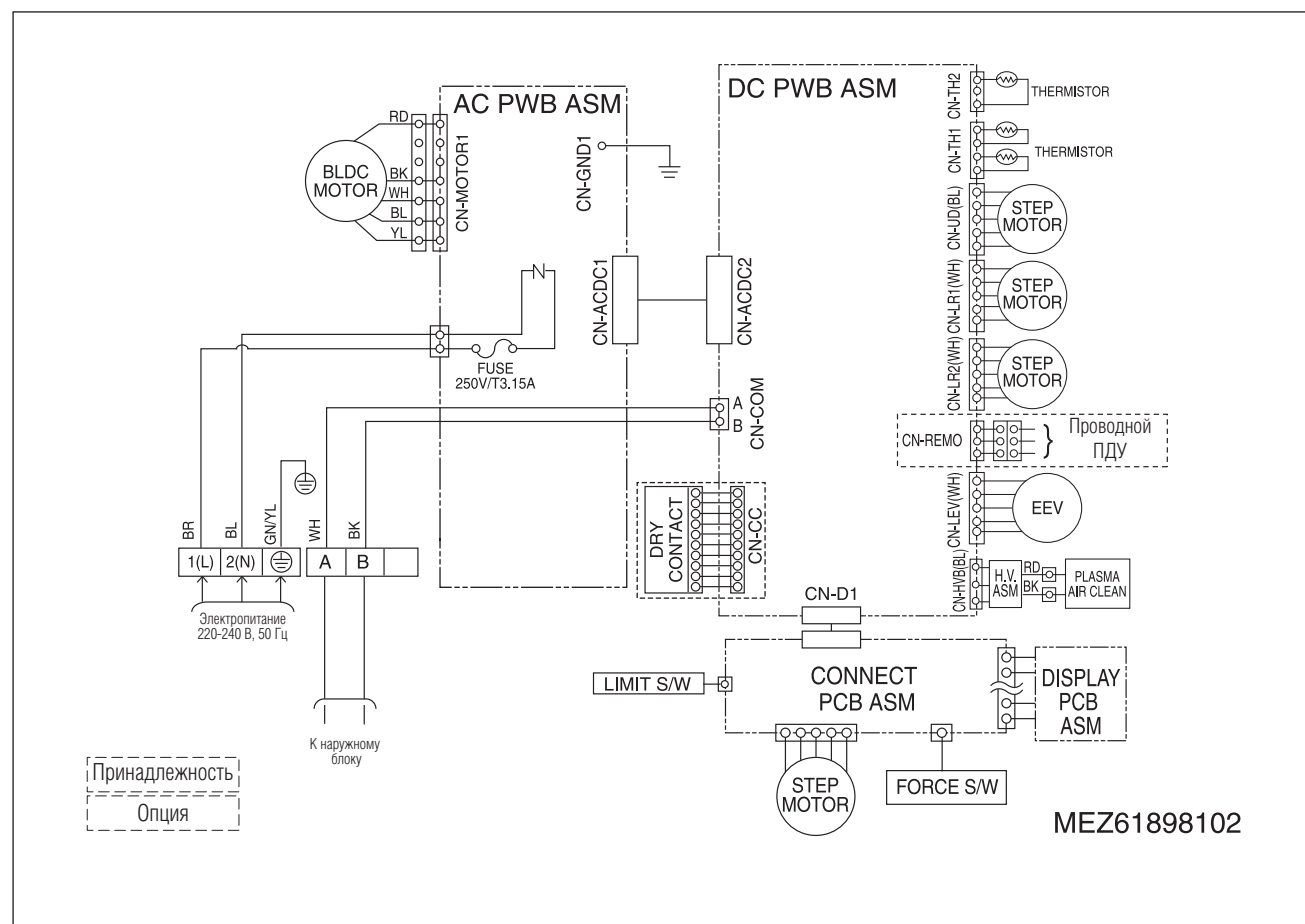 AC PWB ASM
DC PWB ASM
RD
BK
WH
BL
YL
BLDC
MOTOR
CN-MOTOR1
CN-GND1
CN-ACDC1
CN-ACDC2
N
FUSE
250V/T3.15A
A
B
CN-COM
CN-TH2
THERMISTOR
CN-TH1
THERMISTOR
CN-UD(BL)
STEP
MOTOR
CN-LR1(WH)
STEP
MOTOR
CN-LR2(WH)
STEP
MOTOR
CN-REMO
Проводной
ПДУ
CN-LEV(WH)
EEV
CN-HVB(BL)
H.V.
ASM
RD
BK
PLASMA
AIR CLEAN
DRY
CONTACT
CN-CC
BR
BL
GN/YL
WH
BK
1(L)
2(N)
A
B
Электропитание
220-240 В, 50 Гц
К наружному
блоку
CN-D1
CONNECT
PCB ASM
LIMIT S/W
DISPLAY
PCB
ASM
STEP
MOTOR
FORCE S/W
Принадлежность
Опция
MEZ61898102